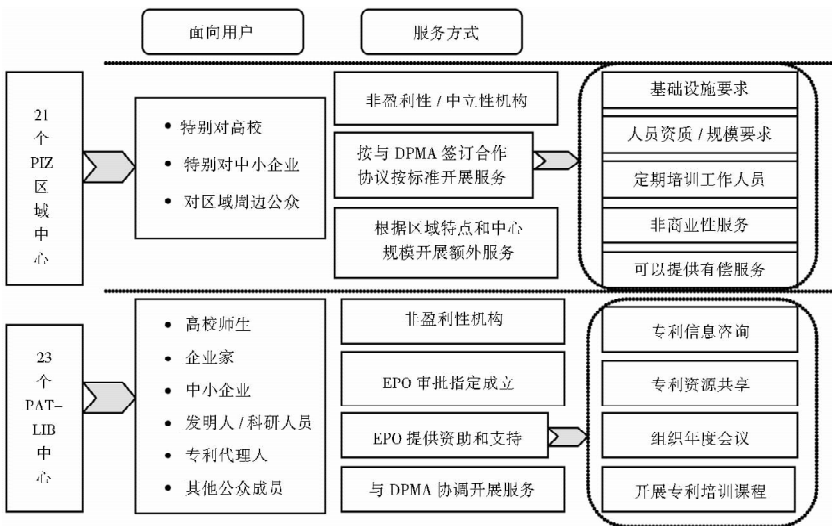 面向用户
服务方式
21
个
PIZ
区
域
中
心
• 特别对高校
• 特别对中小企业
• 对区域周边公众
非盈利性 / 中立性机构
按与 DPMA 签订合作
协议按标准开展服务
根据区域特点和中心
规模开展额外服务
基础设施要求
人员资质 / 规模要求
定期培训工作人员
非商业性服务
可以提供有偿服务
23
个
PAT-
LIB
中
心
• 高校师生
• 企业家
• 中小企业
• 发明人 / 科研人员
• 专利代理人
• 其他公众成员
非盈利性机构
EPO 审批指定成立
EPO 提供资助和支持
与 DPMA 协调开展服务
专利信息咨询
专利资源共享
组织年度会议
开展专利培训课程